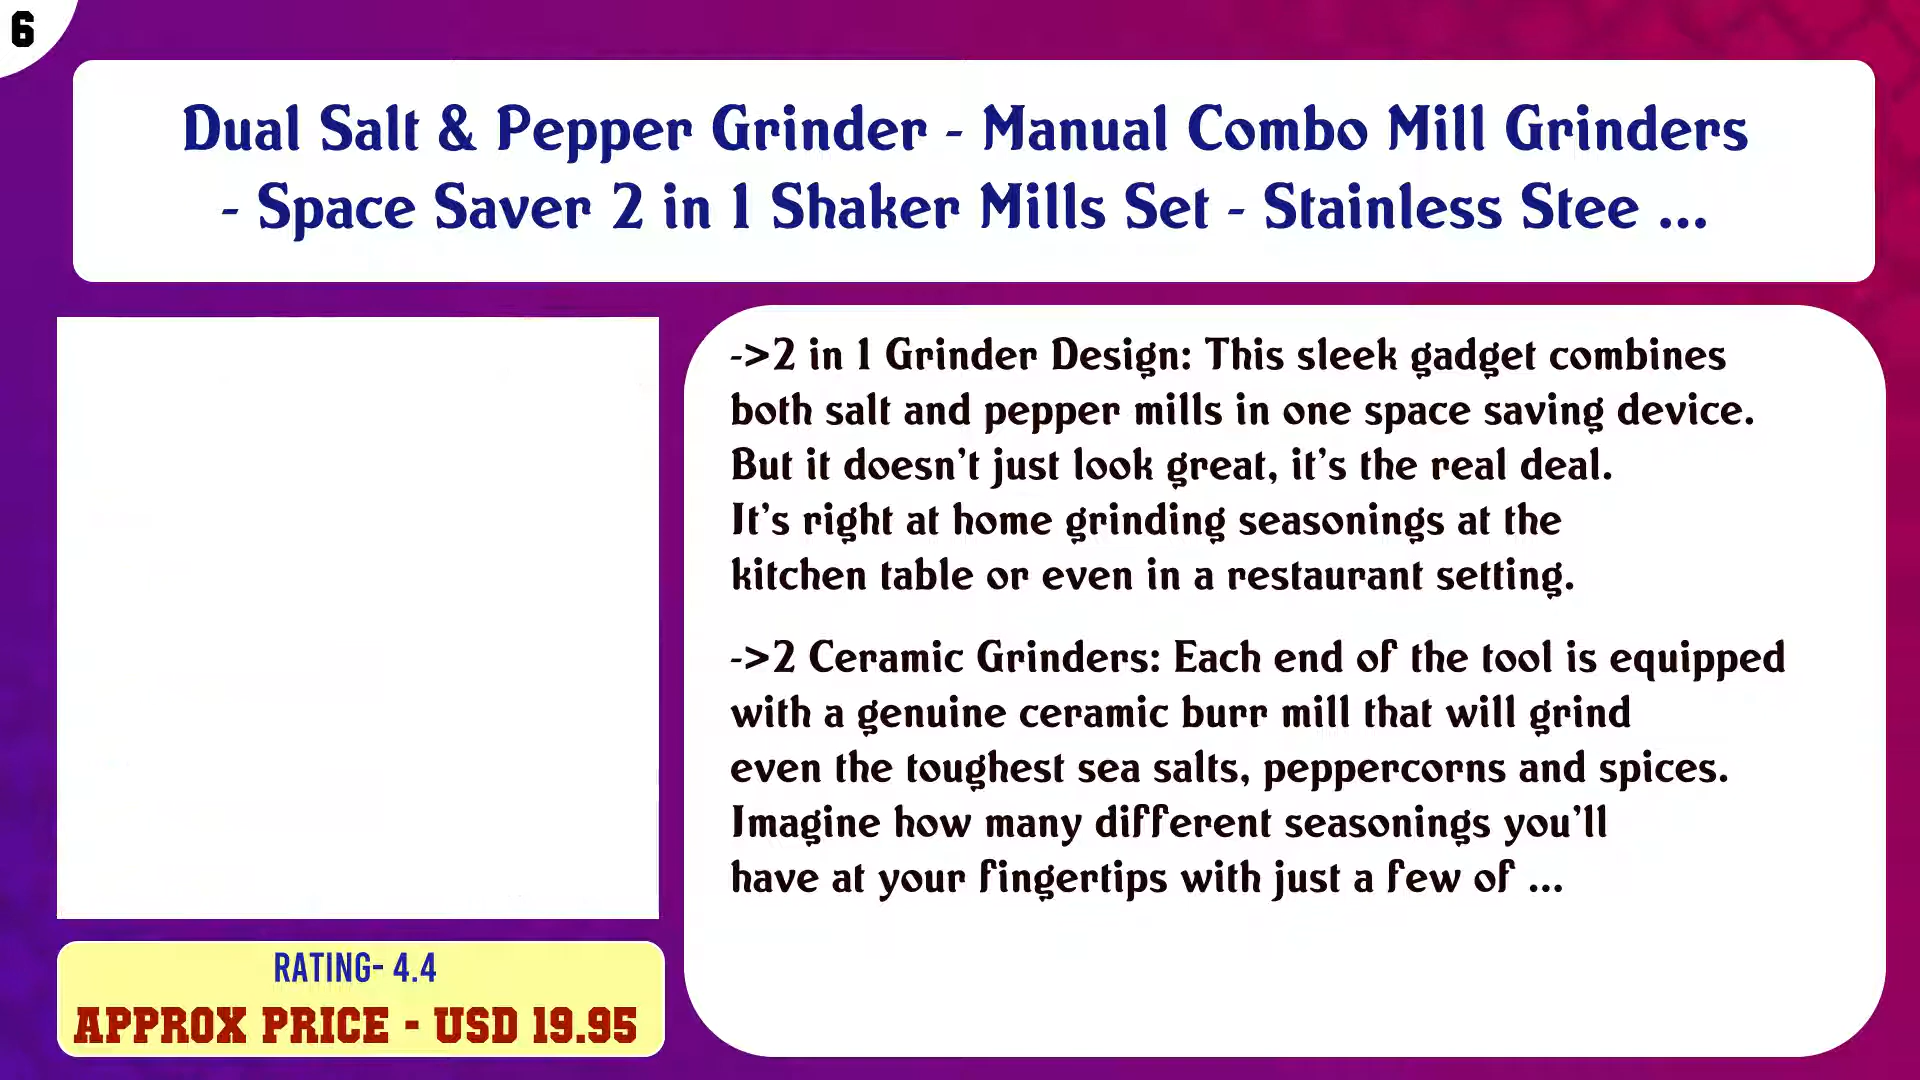 6
Dual Salt & Pepper Grinder - Manual Combo Mill Grinders
- Space Saver 2 in 1 Shaker Mills Set - Stainless Stee ...
->2 in 1 Grinder Design: This sleek gadget combines
both salt and pepper mills in one space saving device.
But it doesn't just look great, it's the real deal.
It's right at home grinding seasonings at the
kitchen table or even in a restaurant setting.
->2 Ceramic Grinders: Each end of the tool is equipped
with a genuine ceramic burr mill that will grind
even the toughest sea salts, peppercorns and spices.
Imagine how many different seasonings you'll
have at your fingertips with just a few of ...
RATING- 4.4
APPROX PRICE - USD 19.95